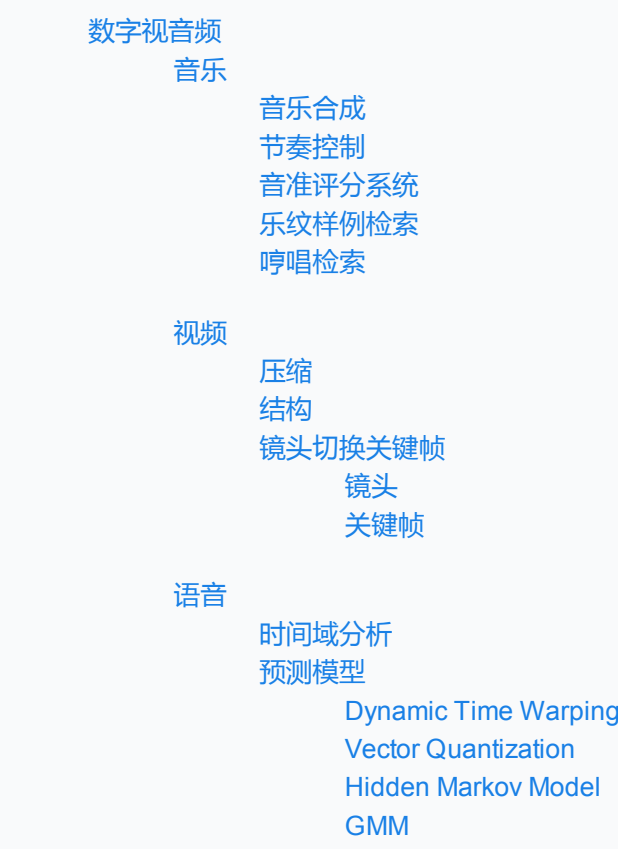 数字视音频
音乐
音乐合成
节奏控制
音准评分系统
乐纹样例检索
哼唱检索
视频
压缩
结构
镜头切换关键帧
镜头
关键帧
语音
时间域分析
预测模型
Dynamic Time Warping
Vector Quantization
Hidden Markov Model
GMM